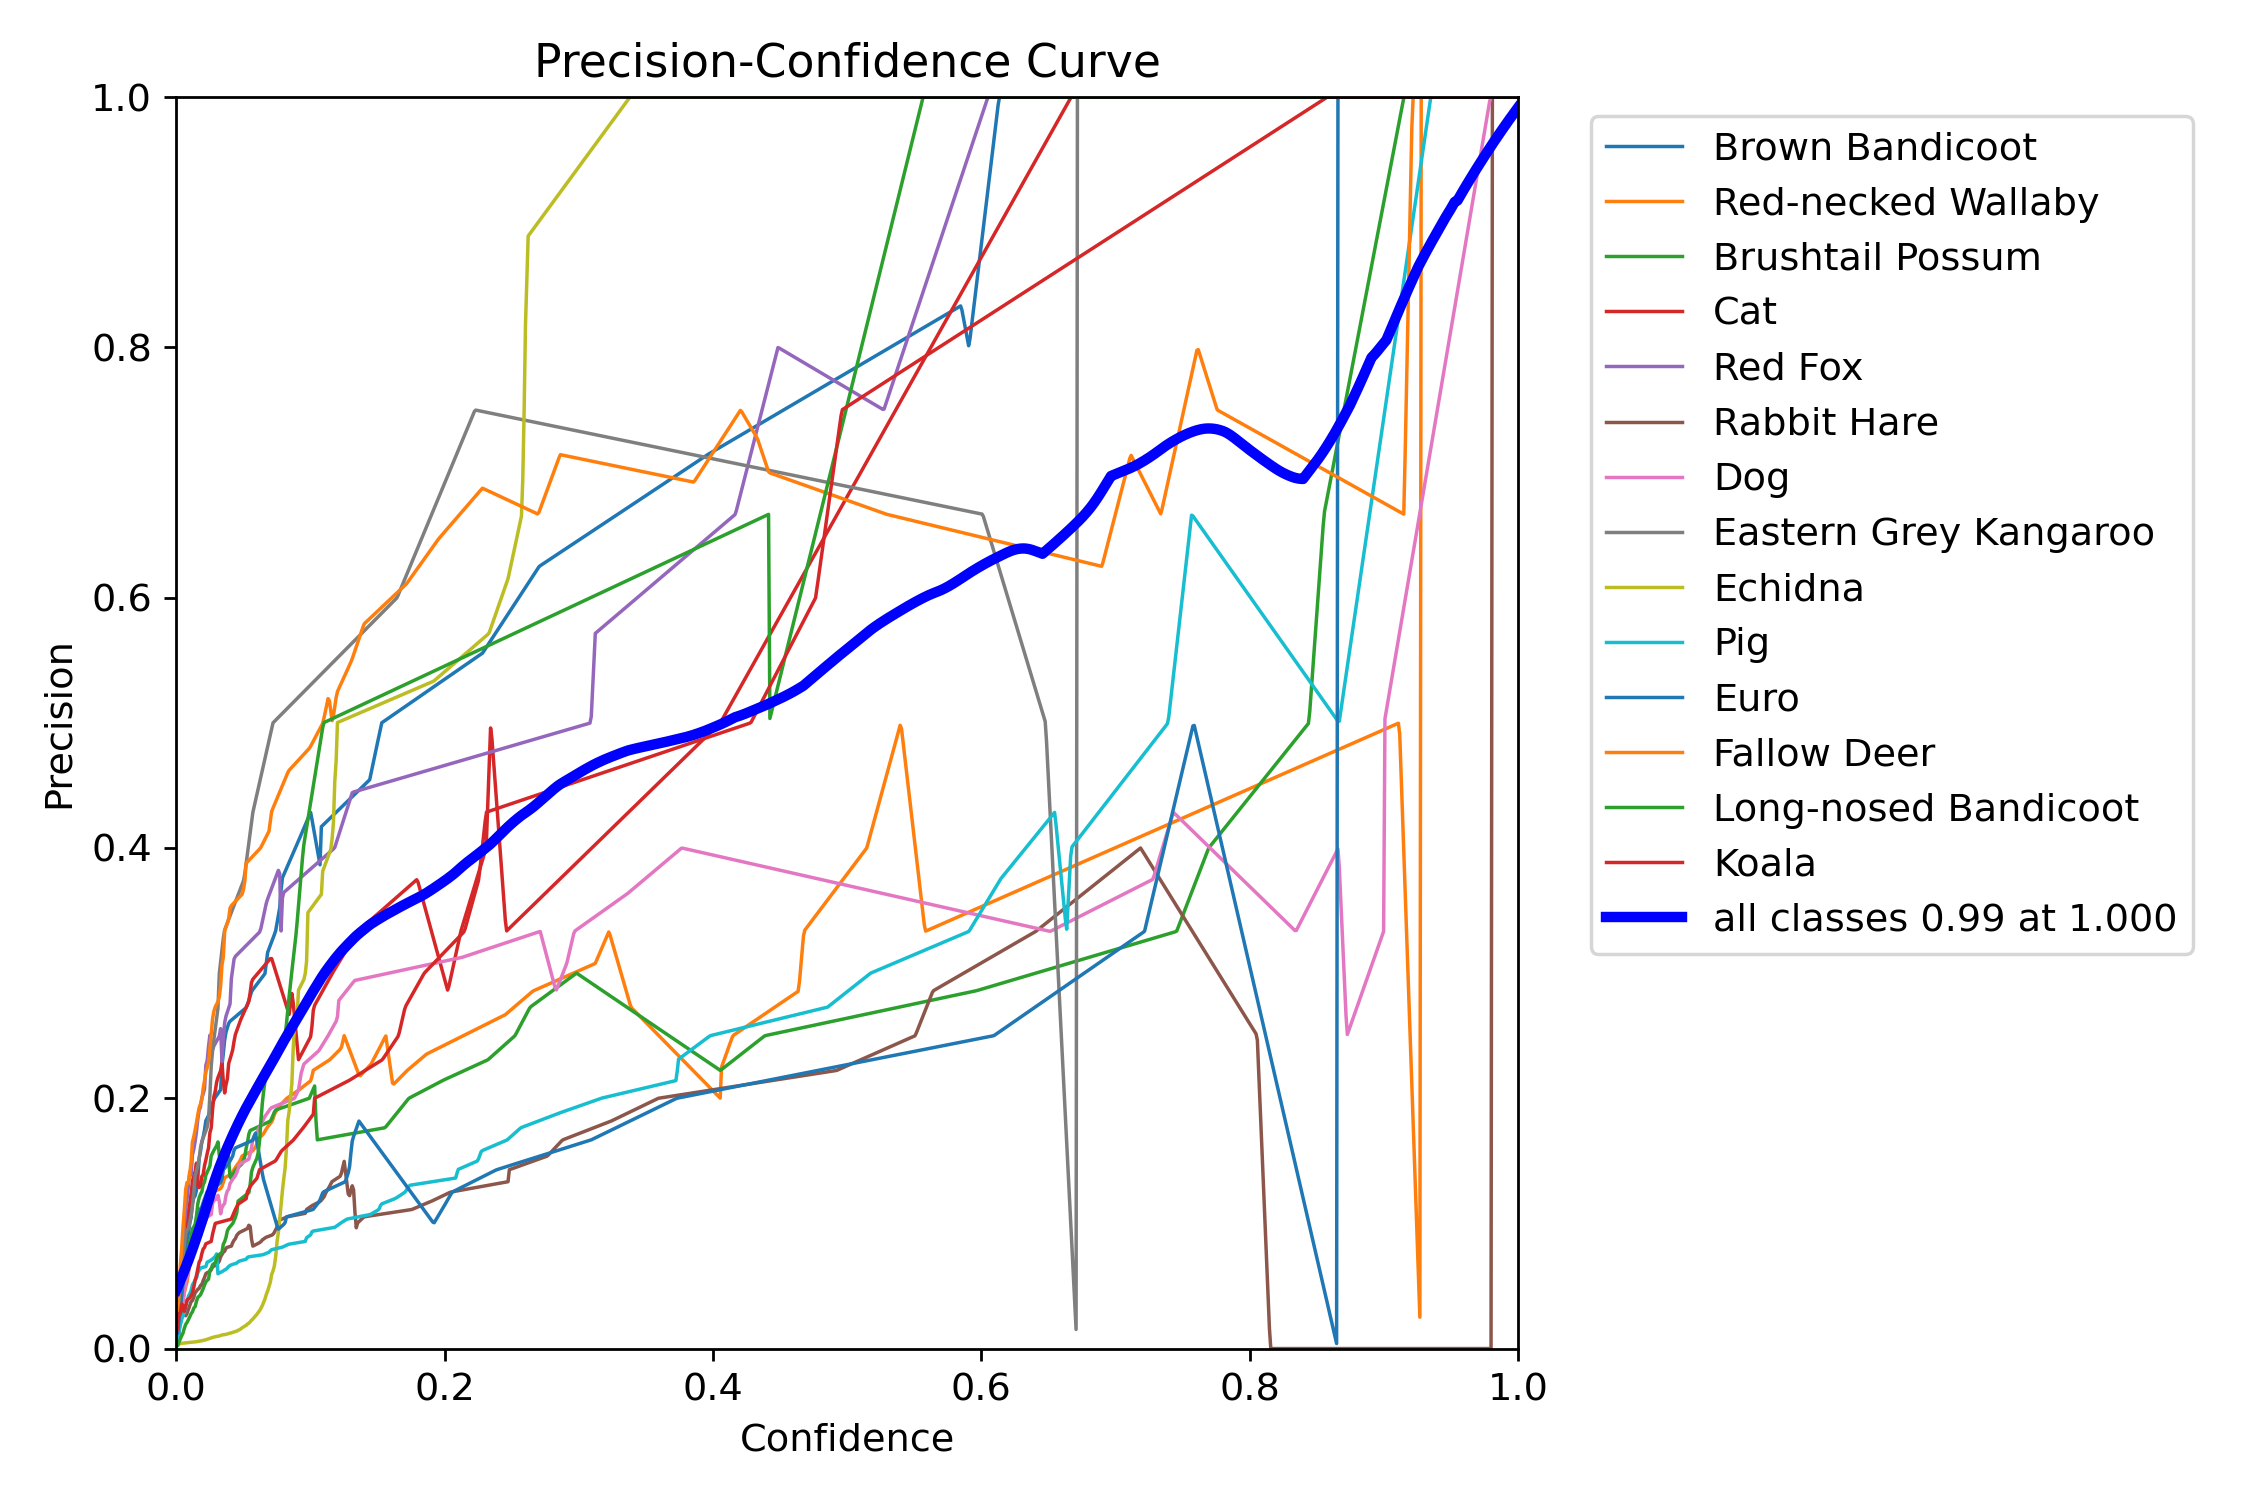 Precision-Confidence Curve
1.0
0.8
0.6
0.4
0.2
0.0
Precision
0.0 0.2 0.4 0.6 0.8 1.0
Confidence
Brown Bandicoot
Red-necked Wallaby
Brushtail Possum
Cat
Red Fox
Rabbit Hare
Dog
Eastern Grey Kangaroo
Echidna
Pig
Euro
Fallow Deer
Long-nosed Bandicoot
Koala
all classes 0.99 at 1.000